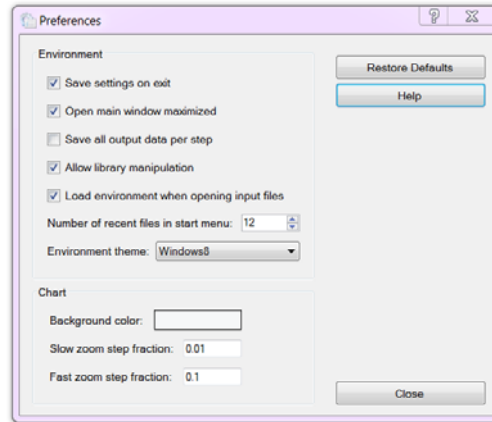 Preferences
Environment
Save settings on exit
Open main window maximized
Save all output data per step
Allow library manipulation
Load environment when opening input files
Number of recent files in start menu: 12
Environment theme: Windows8
Chart
Background color:
Slow zoom step fraction: 0.01
Fast zoom step fraction: 0.1
Restore Defaults
Help
Close